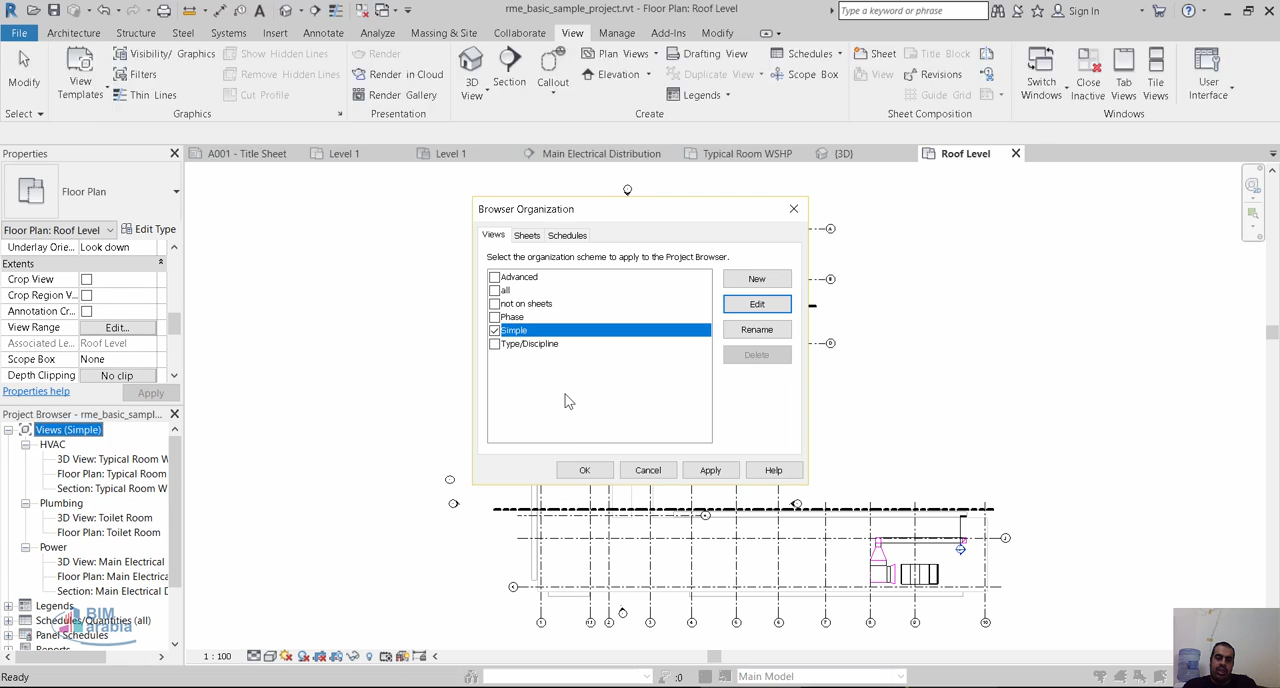 rme_basic_sample_project.rvt - Floor Plan: Roof Level
Type a keyword or phrase
Sign In
File Architecture Structure Steel Systems Insert Annotate Analyze Massing & Site Collaborate View Manage Add-Ins Modify
Modify
Select
View Templates
Visibility/ Graphics
Filters
Thin Lines
Show Hidden Lines
Remove Hidden Lines
Cut Profile
Graphics
Render
Render in Cloud
Render Gallery
Presentation
3D View
Section
Callout
Plan Views
Elevation
Drafting View
Duplicate View
Legends
Schedules
Scope Box
Create
Sheet
View
Title Block
Revisions
Guide Grid
Sheet Composition
Switch Windows
Close Inactive
Tab Views
Tile Views
Windows
User Interface
Properties
A001 - Title Sheet
Level 1
Level 1
Main Electrical Distribution
Typical Room WSHP
{3D}
Roof Level
Floor Plan
Floor Plan: Roof Level
Edit Type
Underlay Orie... Look down
Extents
Crop View
Crop Region V...
Annotation Cr...
View Range Edit...
Associated Le... Roof Level
Scope Box None
Depth Clipping No clip
Properties help
Apply
Project Browser - rme_basic_sampl...
Views (Simple)
HVAC
3D View: Typical Room W
Floor Plan: Typical Room
Section: Typical Room W
Plumbing
3D View: Toilet Room
Floor Plan: Toilet Room
Power
3D View: Main Electrical
Floor Plan: Main Electrica
Section: Main Electrical D
Legends
Schedules/Quantities (all)
Panel Schedules
BIM
arabia
Browser Organization
Views Sheets Schedules
Select the organization scheme to apply to the Project Browser.
Advanced
all
not on sheets
Phase
Simple
Type/Discipline
New
Edit
Rename
Delete
OK Cancel Apply Help
1 : 100
Ready
:0
Main Model